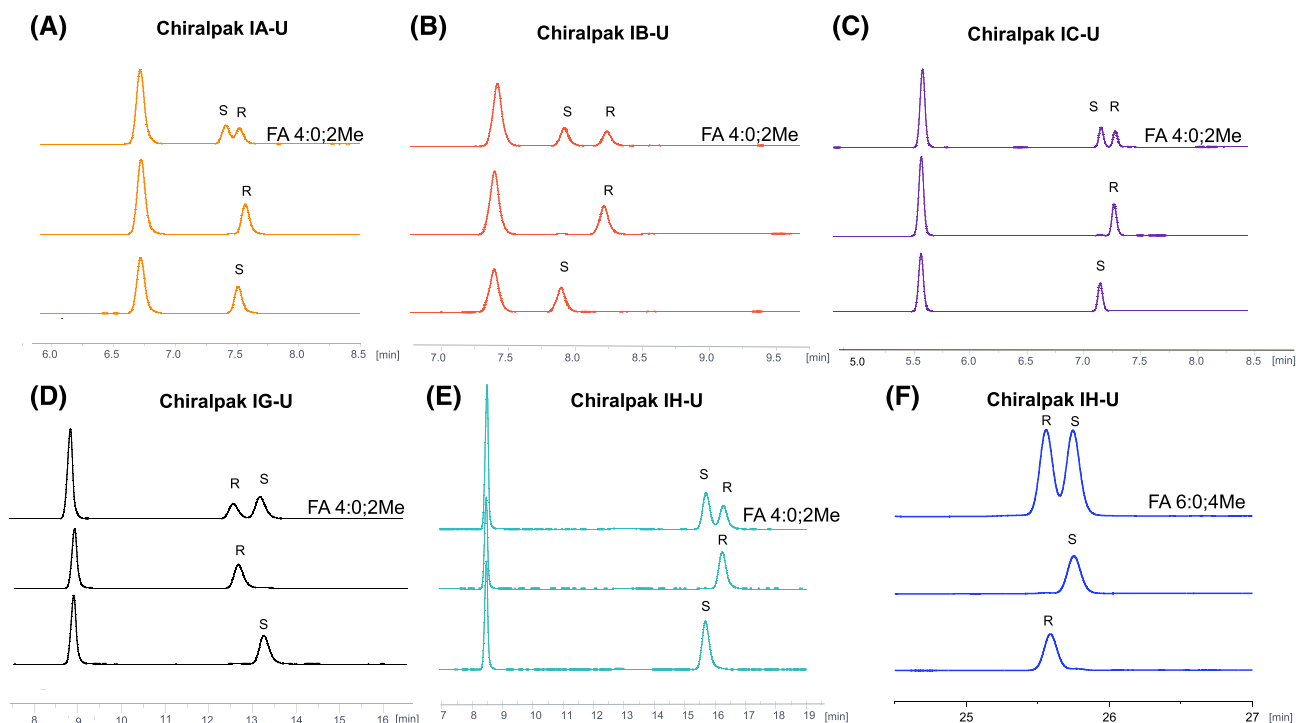 (A)
Chiralpak IA-U
S R
FA 4:0;2Me
R
S
6.0 6.5 7.0 7.5 8.0 8.5 [min]
(B)
Chiralpak IB-U
S R
FA 4:0;2Me
R
S
7.0 7.5 8.0 8.5 9.0 9.5 [min]
(C)
Chiralpak IC-U
S R
FA 4:0;2Me
R
S
5.0 5.5 6.0 6.5 7.0 7.5 8.0 8.5 [min]
(D)
Chiralpak IG-U
R S
FA 4:0;2Me
R
S
8 9 10 11 12 13 14 15 16 [min]
(E)
Chiralpak IH-U
S R
FA 4:0;2Me
R
S
7 8 9 10 11 12 13 14 15 16 17 18 19 [min]
(F)
Chiralpak IH-U
R S
FA 6:0;4Me
S
R
25 26 27 [min]